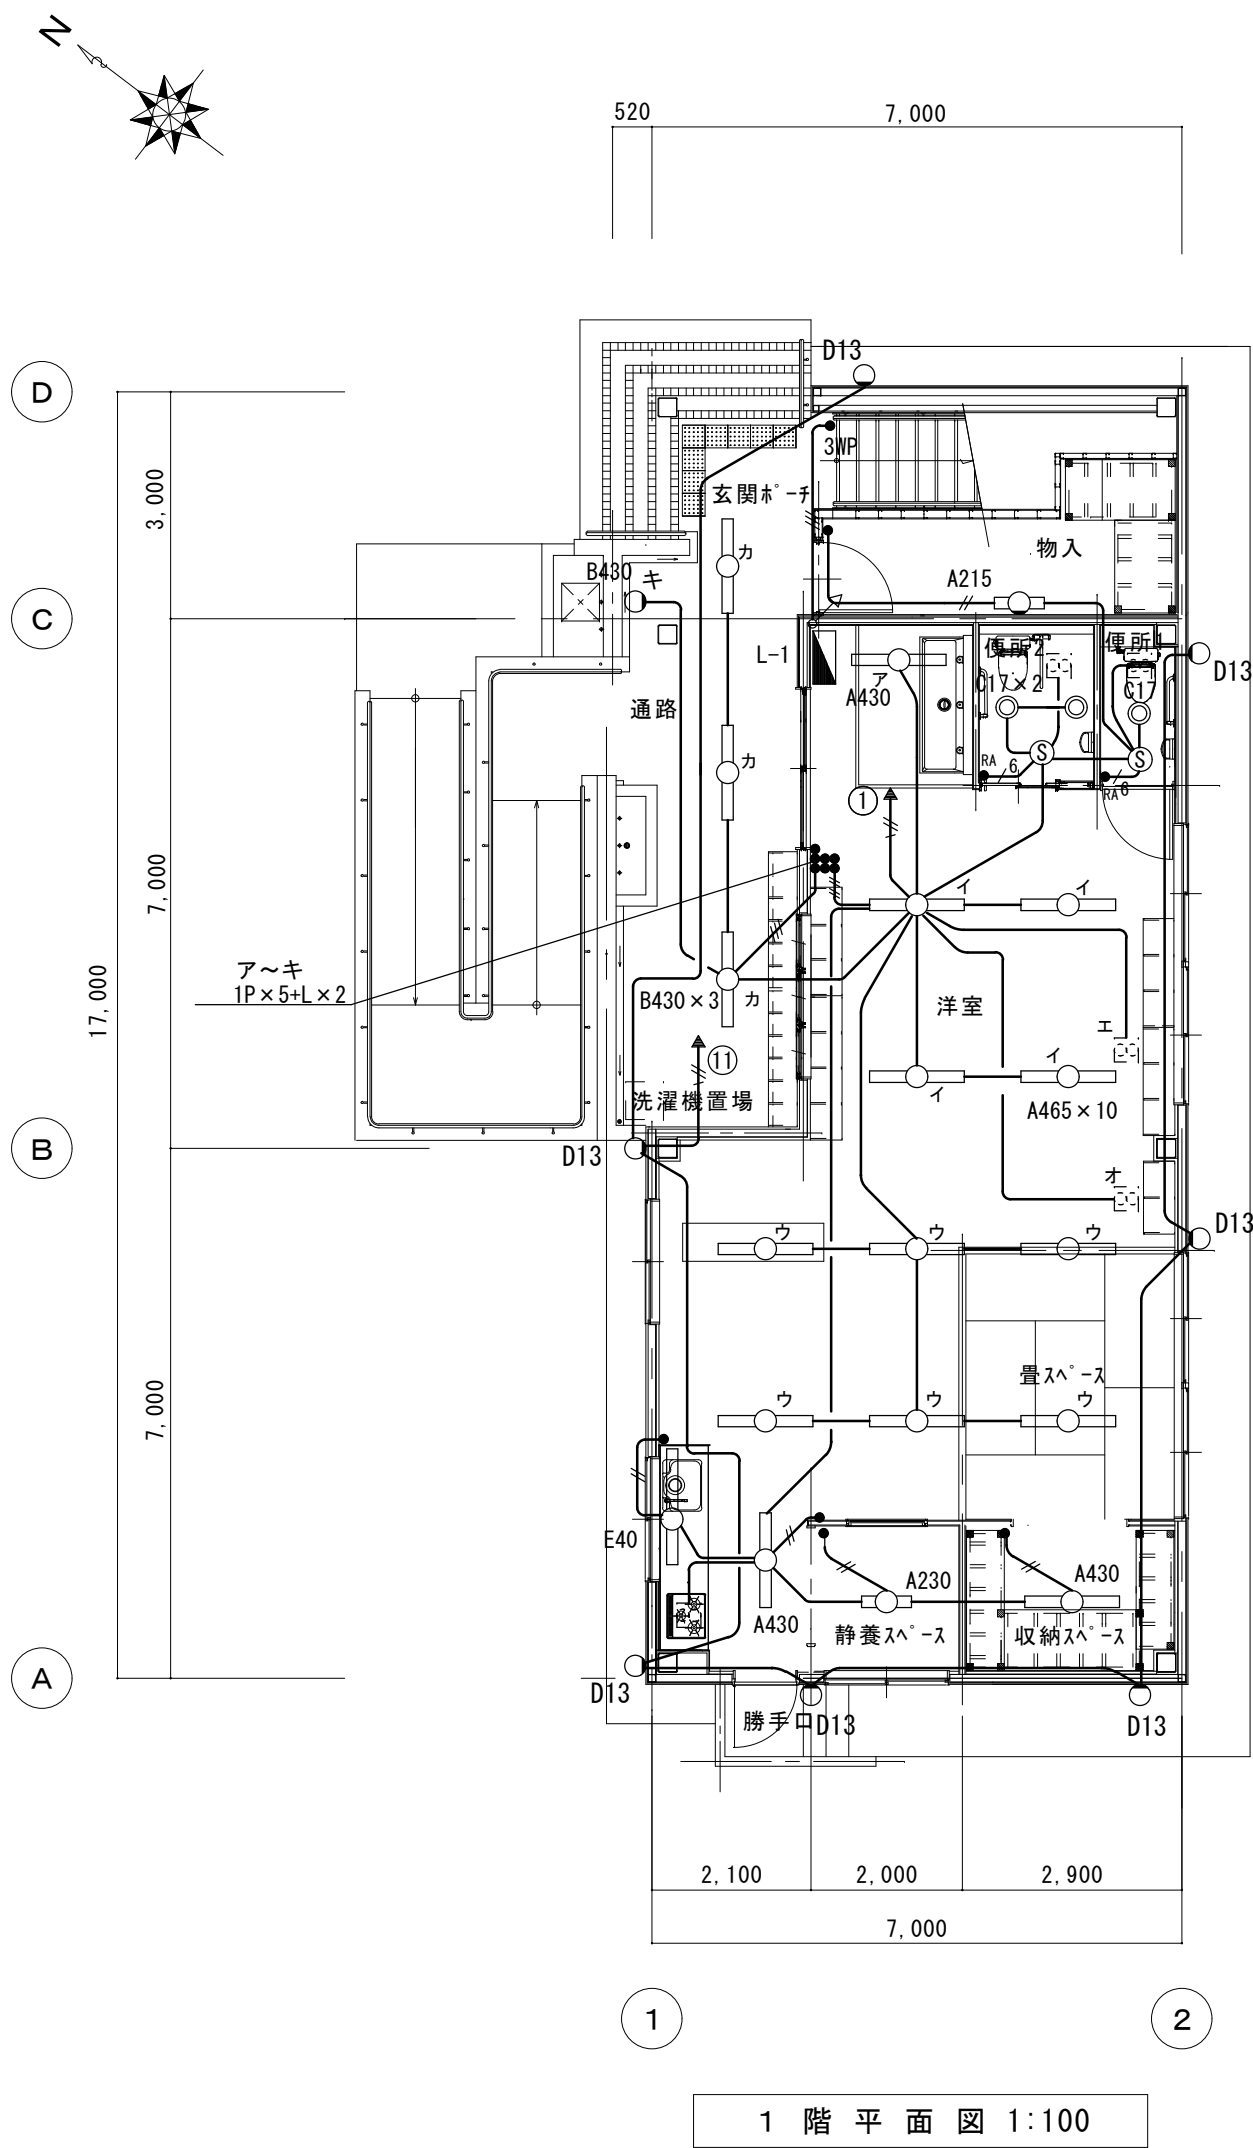 N
520
7,000
D
D13
3WP
3,000
玄関ﾎﾟｰﾁ
カ
物入
B430
キ
A215
C
L-1
便所2
便所1
D13
ア
A430
C17×2
C17
通路
カ
RA
6
S
S
RA
6
1
7,000
イ
イ
17,000
ア～キ
1P×5+L×2
B430×3
カ
洋室
エ
11
イ
イ
洗濯機置場
A465×10
B
D13
オ
D13
ウ
ウ
ウ
畳ｽﾍﾟｰｽ
7,000
ウ
ウ
ウ
E40
A230
A430
A430
静養ｽﾍﾟｰｽ
収納ｽﾍﾟｰｽ
A
D13
勝手口
D13
D13
2,100
2,000
2,900
7,000
1
2
1 階 平 面 図 1:100